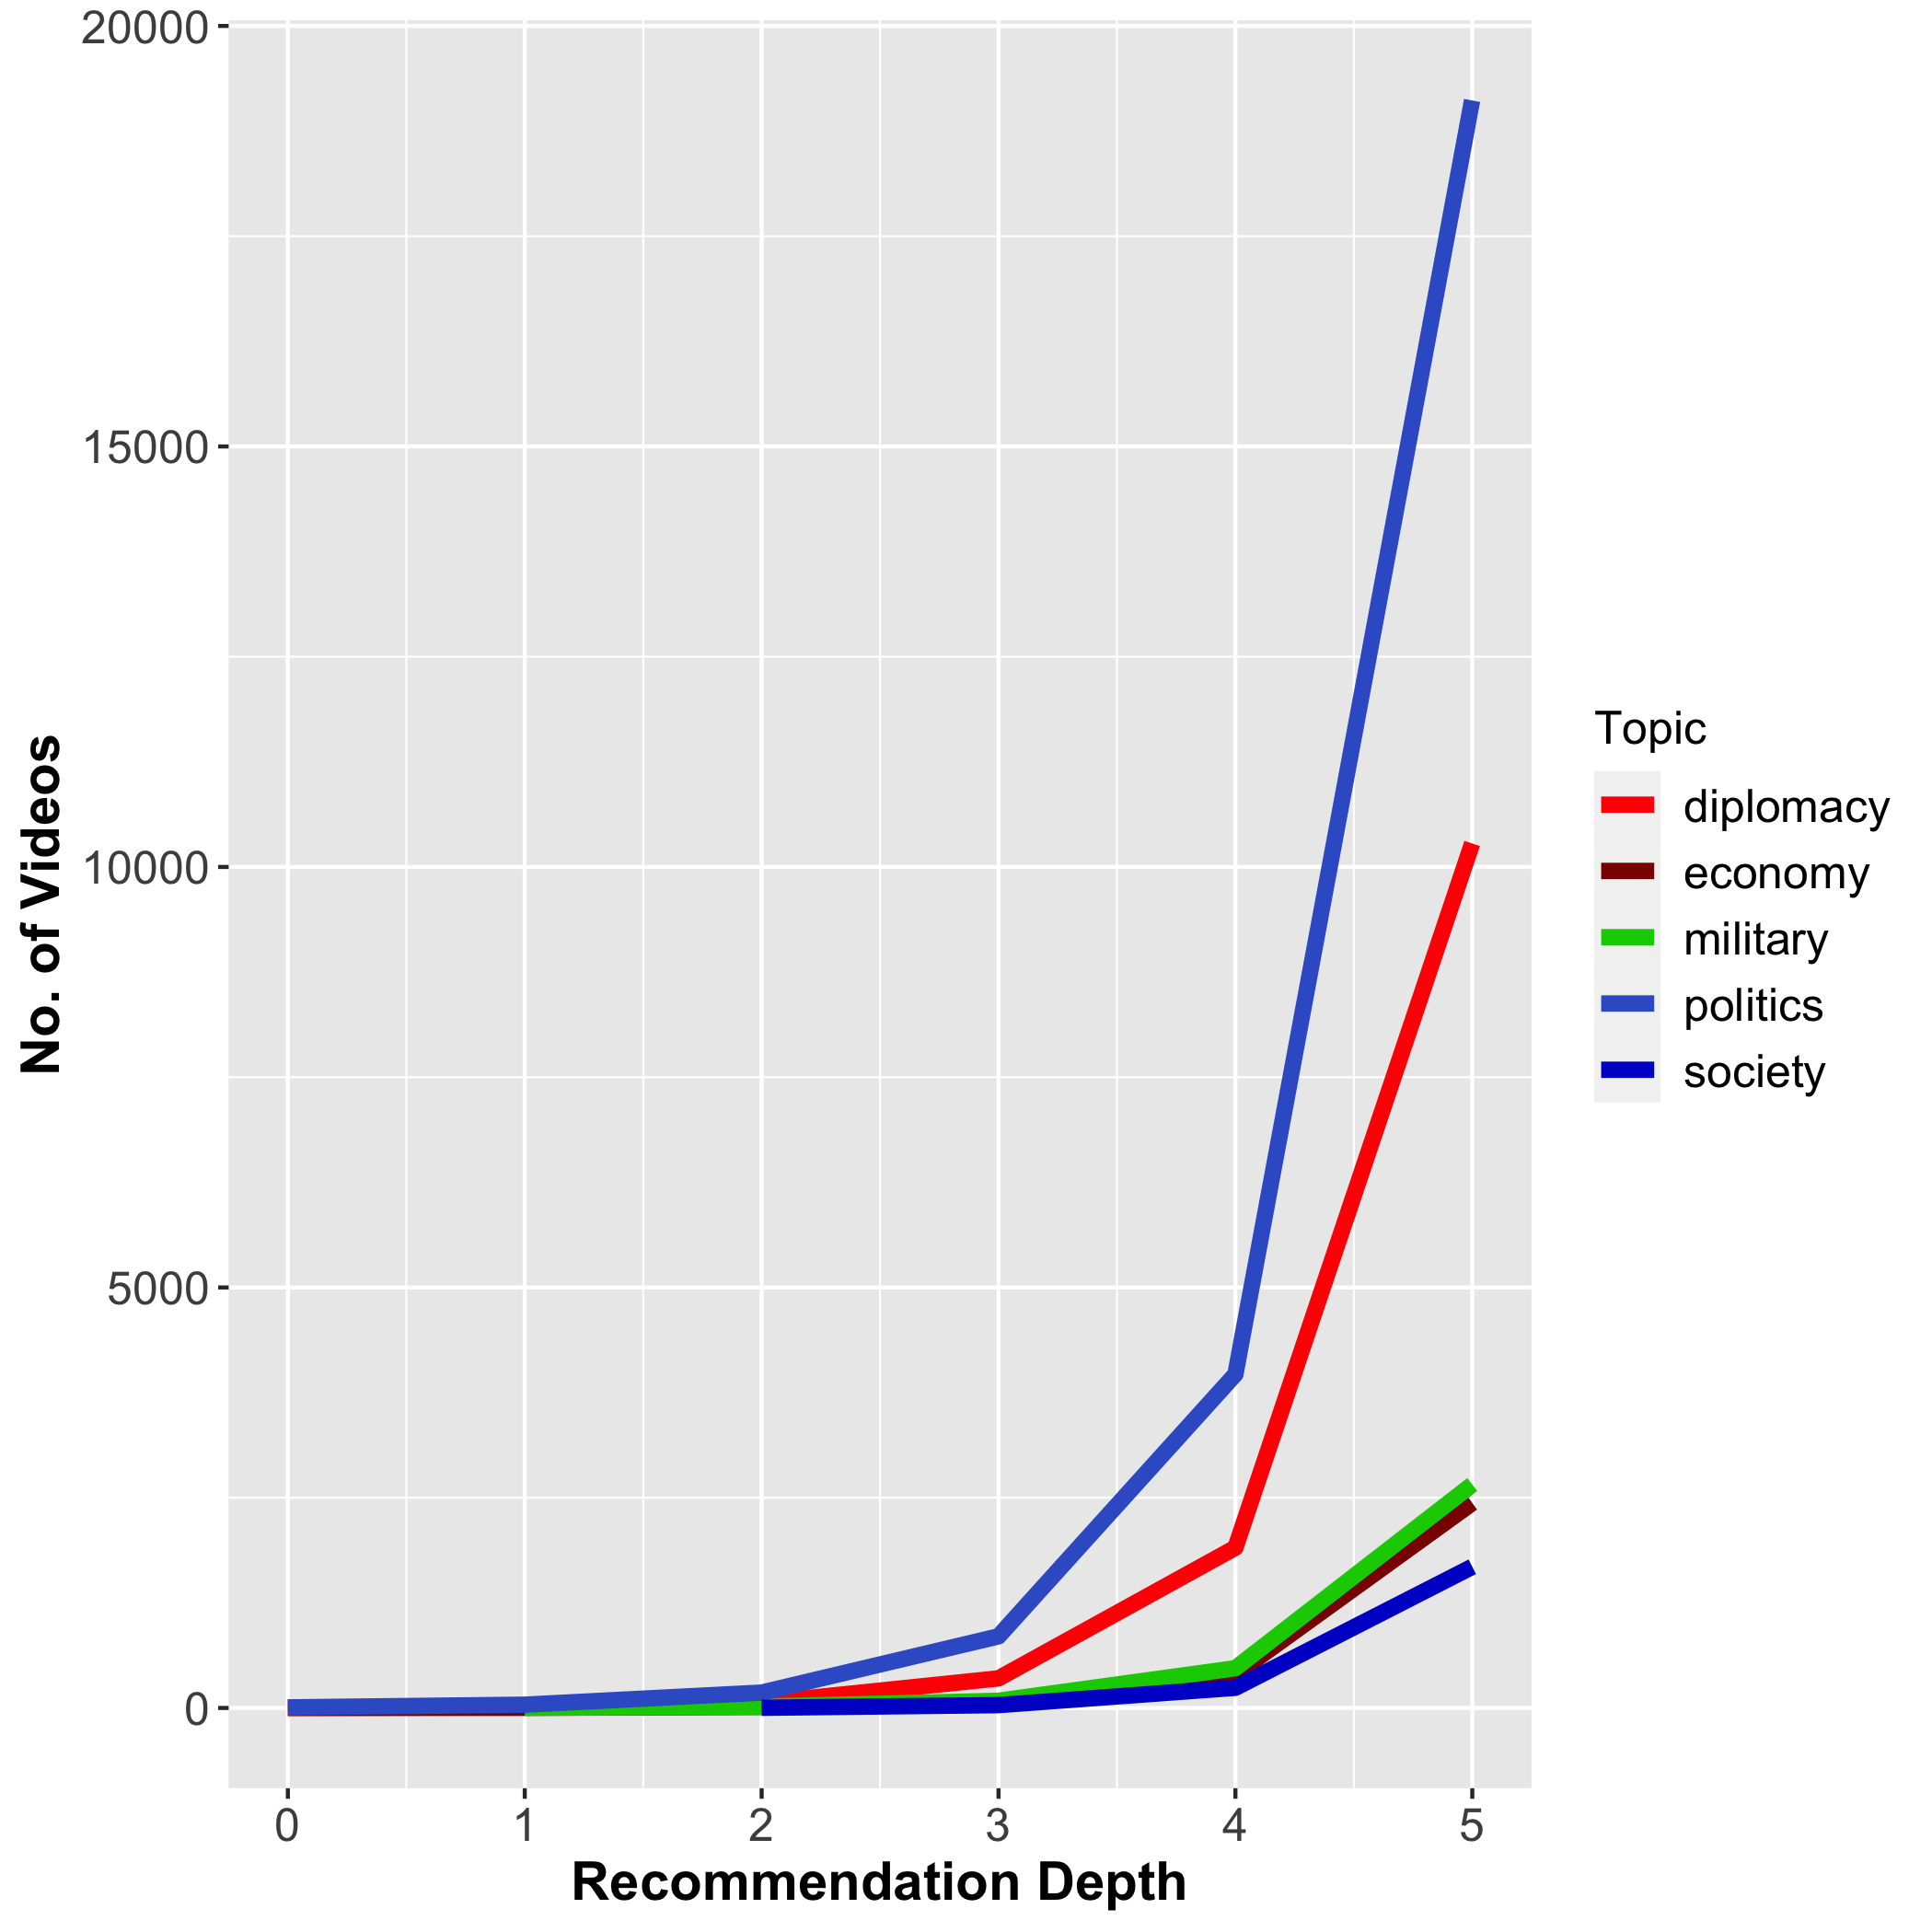 20000
15000
10000
5000
0
No. of Videos
0 1 2 3 4 5
Recommendation Depth
Topic
diplomacy
economy
military
politics
society